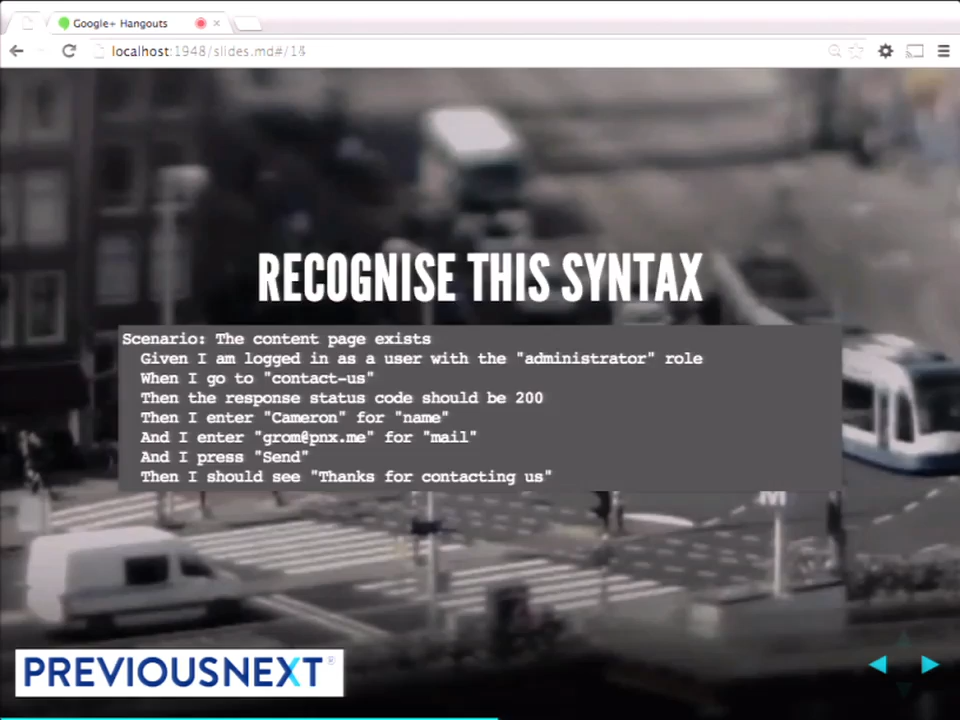 Google+ Hangouts
localhost:1948/slides.md#/1
RECOGNISE THIS SYNTAX
Scenario: The content page exists
Given I am logged in as a user with the "administrator" role
When I go to "contact-us"
Then the response status code should be 200
Then I enter "Cameron" for "name"
And I enter "grom@pnx.me" for "mail"
And I press "Send"
Then I should see "Thanks for contacting us"
M
PREVIOUSNEXT®